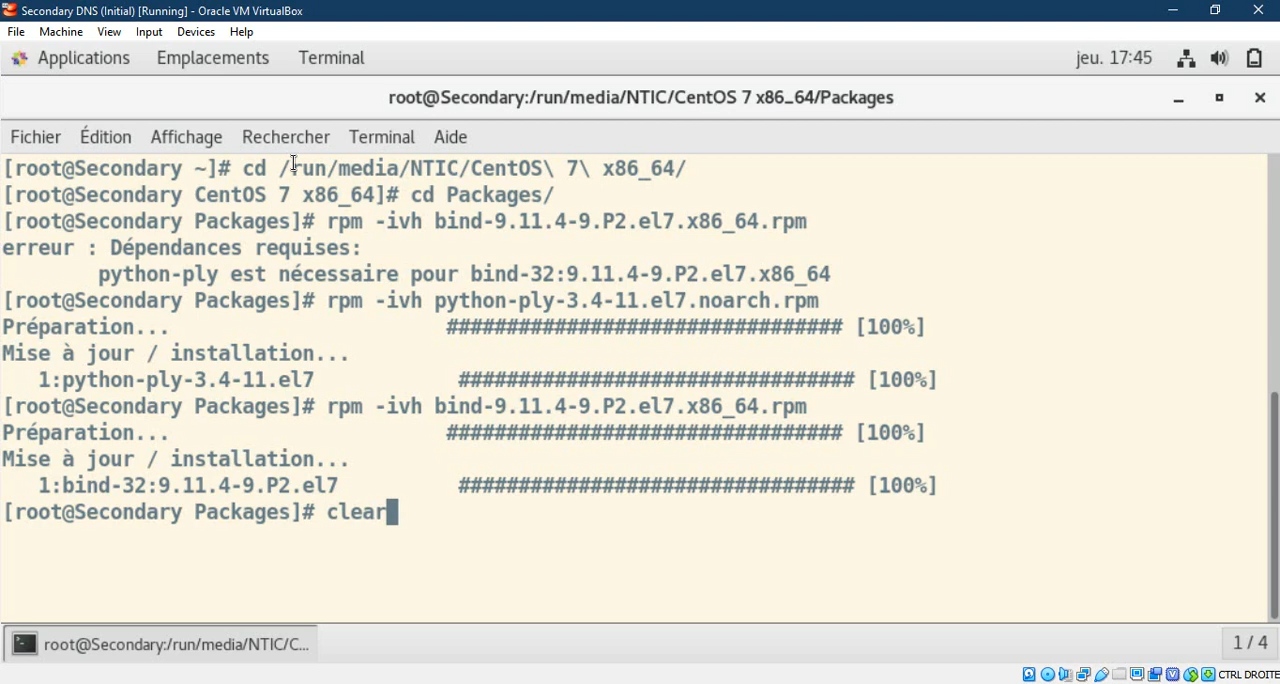 Secondary DNS (Initial) [Running] - Oracle VM VirtualBox
File Machine View Input Devices Help
Applications Emplacements Terminal jeu. 17:45
root@Secondary:/run/media/NTIC/CentOS 7 x86_64/Packages
Fichier Édition Affichage Rechercher Terminal Aide
[root@Secondary ~]# cd /run/media/NTIC/CentOS\ 7\ x86_64/
[root@Secondary CentOS 7 x86_64]# cd Packages/
[root@Secondary Packages]# rpm -ivh bind-9.11.4-9.P2.el7.x86_64.rpm
erreur : Dépendances requises:
python-ply est nécessaire pour bind-32:9.11.4-9.P2.el7.x86_64
[root@Secondary Packages]# rpm -ivh python-ply-3.4-11.el7.noarch.rpm
Préparation... ################################# [100%]
Mise à jour / installation...
1:python-ply-3.4-11.el7 ################################# [100%]
[root@Secondary Packages]# rpm -ivh bind-9.11.4-9.P2.el7.x86_64.rpm
Préparation... ################################# [100%]
Mise à jour / installation...
1:bind-32:9.11.4-9.P2.el7 ################################# [100%]
[root@Secondary Packages]# clear
root@Secondary:/run/media/NTIC/C... 1 / 4
CTRL DROITE